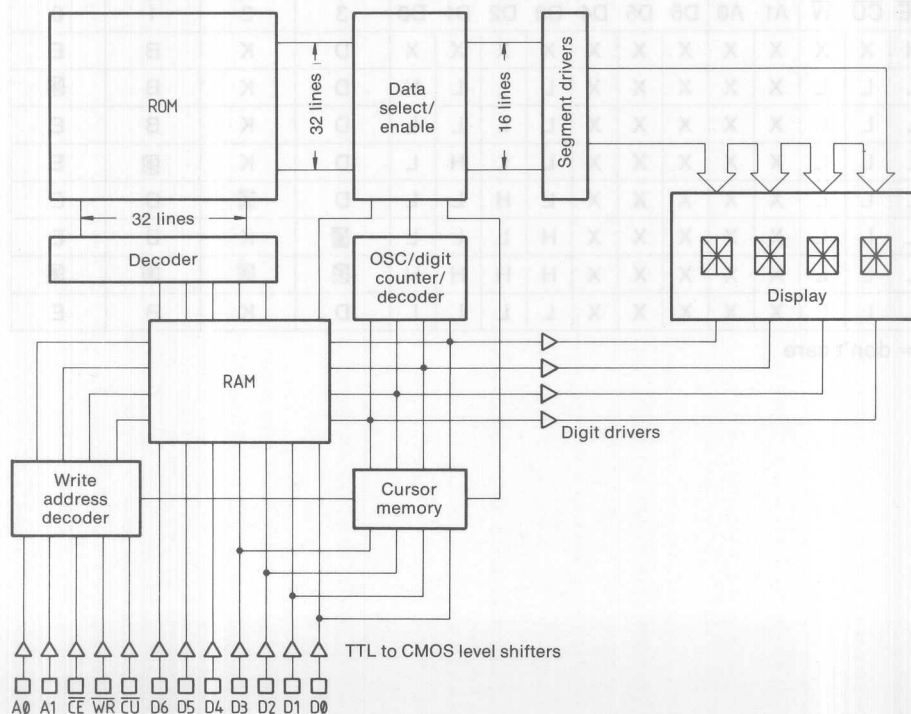 ROM
32 lines
Data
select/
enable
16 lines
Segment drivers
32 lines
Decoder
OSC/digit
counter/
decoder
Display
RAM
Digit drivers
Write
address
decoder
Cursor
memory
TTL to CMOS level shifters
A0 A1 CE WR CU D6 D5 D4 D3 D2 D1 D0